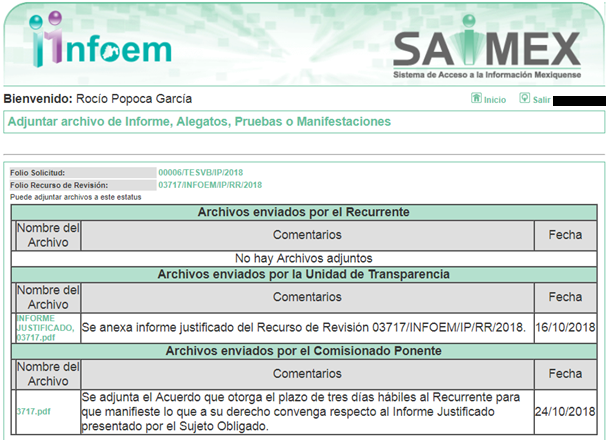 infoem
SAIMEX
Sistema de Acceso a la Información Mexiquense
Bienvenido: Rocío Popoca García
Inicio Salir
Adjuntar archivo de Informe, Alegatos, Pruebas o Manifestaciones
Folio Solicitud: 00006/TESVB/IP/2018
Folio Recurso de Revisión: 03717/INFOEM/IP/RR/2018
Puede adjuntar archivos a este estatus
Archivos enviados por el Recurrente
Nombre del Archivo Comentarios Fecha
No hay Archivos adjuntos
Archivos enviados por la Unidad de Transparencia
Nombre del Archivo Comentarios Fecha
INFORME
JUSTIFICADO,
03717.pdf
Se anexa informe justificado del Recurso de Revisión 03717/INFOEM/IP/RR/2018. 16/10/2018
Archivos enviados por el Comisionado Ponente
Nombre del Archivo Comentarios Fecha
3717.pdf
Se adjunta el Acuerdo que otorga el plazo de tres días hábiles al Recurrente para
que manifieste lo que a su derecho convenga respecto al Informe Justificado
presentado por el Sujeto Obligado.
24/10/2018